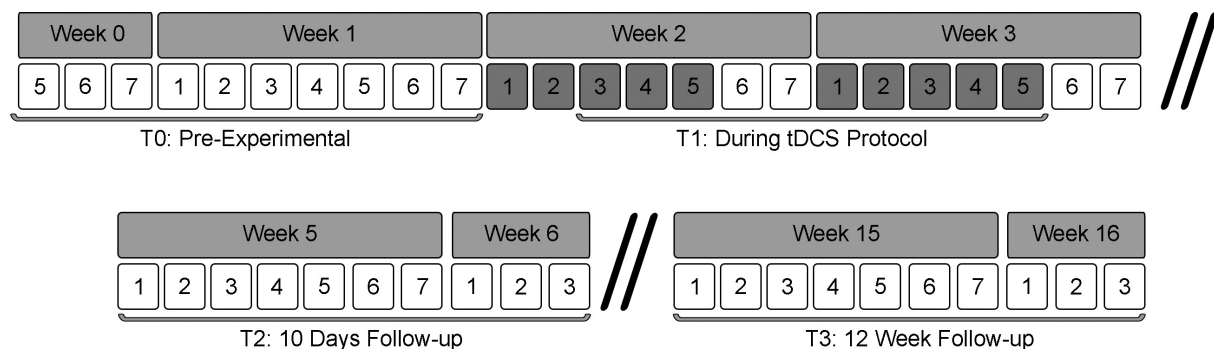 Week 0 Week 1 Week 2 Week 3
5 6 7 1 2 3 4 5 6 7 1 2 3 4 5 6 7 1 2 3 4 5 6 7
T0: Pre-Experimental T1: During tDCS Protocol
Week 5 Week 6 Week 15 Week 16
1 2 3 4 5 6 7 1 2 3 1 2 3 4 5 6 7 1 2 3
T2: 10 Days Follow-up T3: 12 Week Follow-up